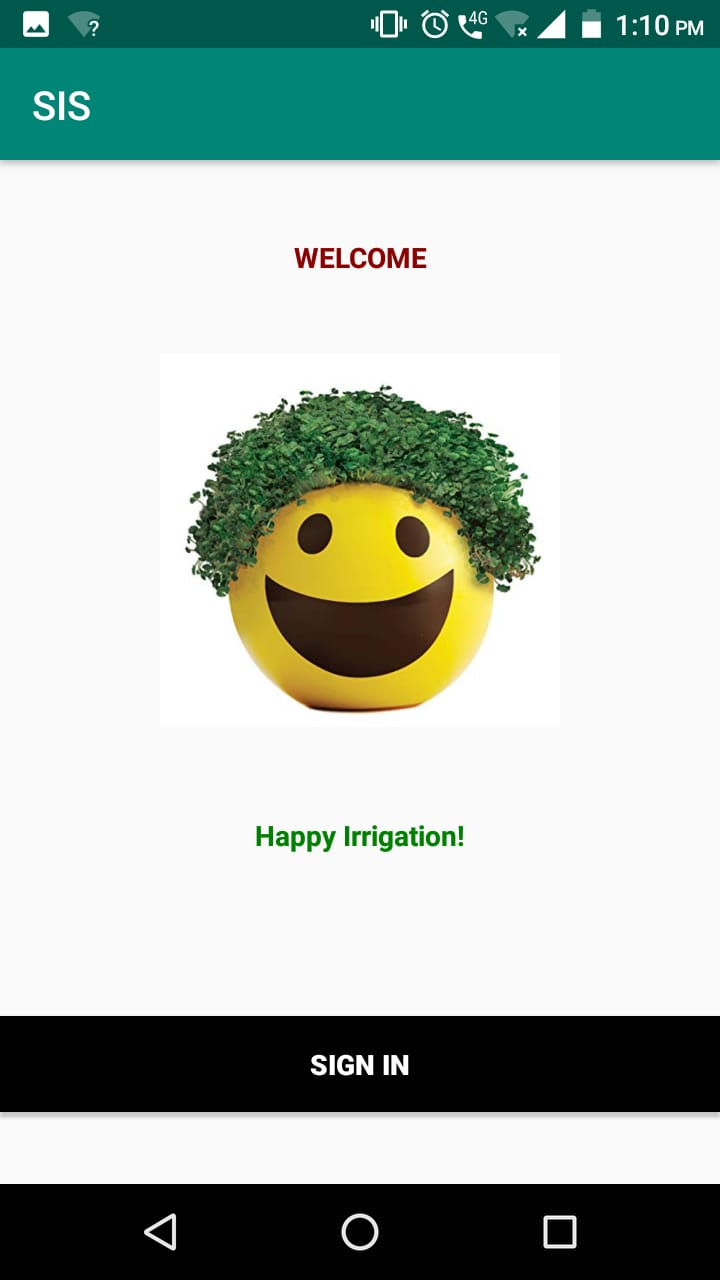 4G 1:10 PM
SIS
WELCOME
Happy Irrigation!
SIGN IN